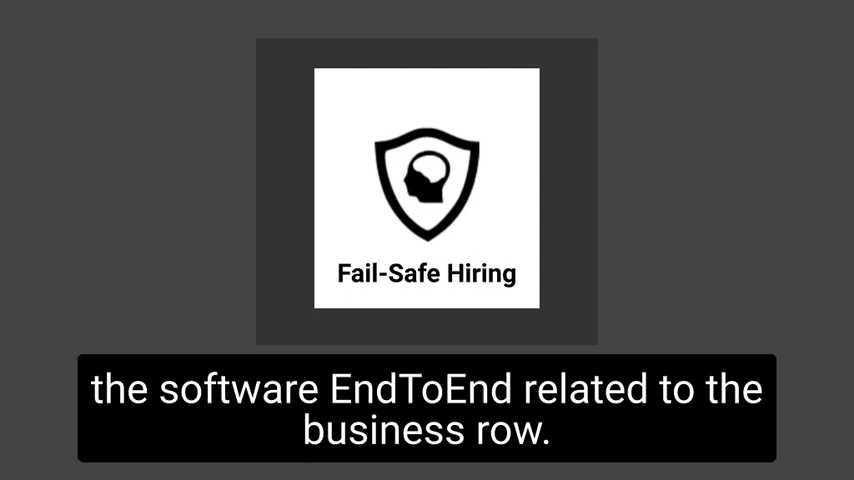 Fail-Safe Hiring
the software EndToEnd related to the
business row.